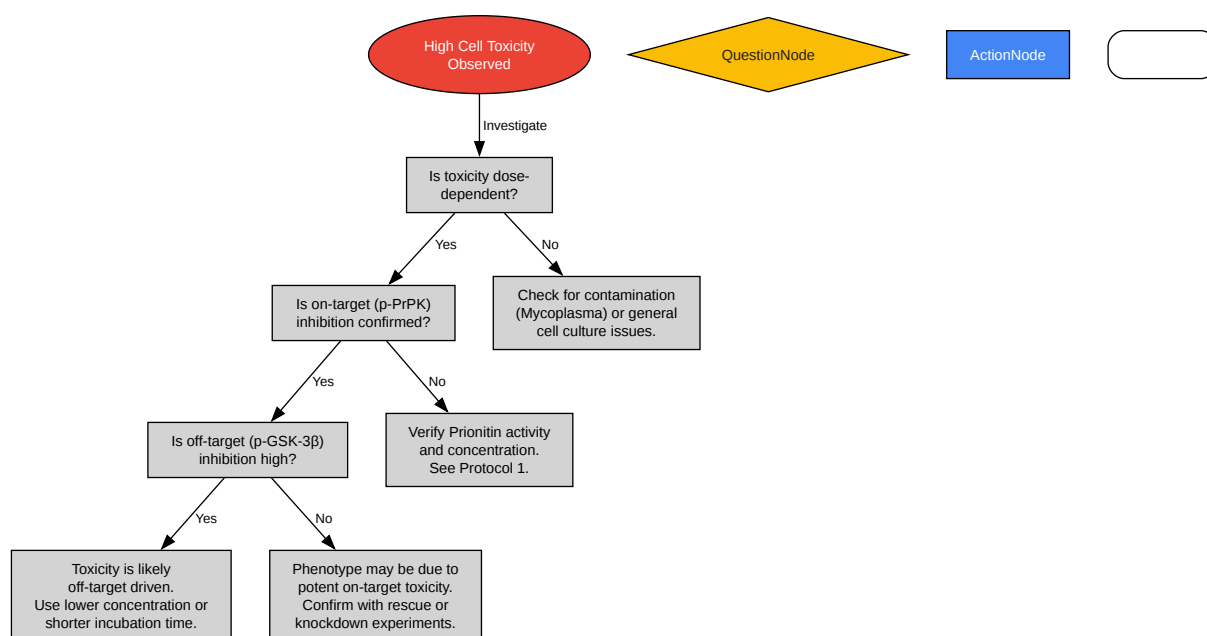 High Cell Toxicity
Observed
QuestionNode
ActionNode
Investigate
Is toxicity dose-
dependent?
Yes
No
Is on-target (p-PrPK)
inhibition confirmed?
Check for contamination
(Mycoplasma) or general
cell culture issues.
Yes
No
Is off-target (p-GSK-3β)
inhibition high?
Verify Prionitin activity
and concentration.
See Protocol 1.
Yes
No
Toxicity is likely
off-target driven.
Use lower concentration or
shorter incubation time.
Phenotype may be due to
potent on-target toxicity.
Confirm with rescue or
knockdown experiments.